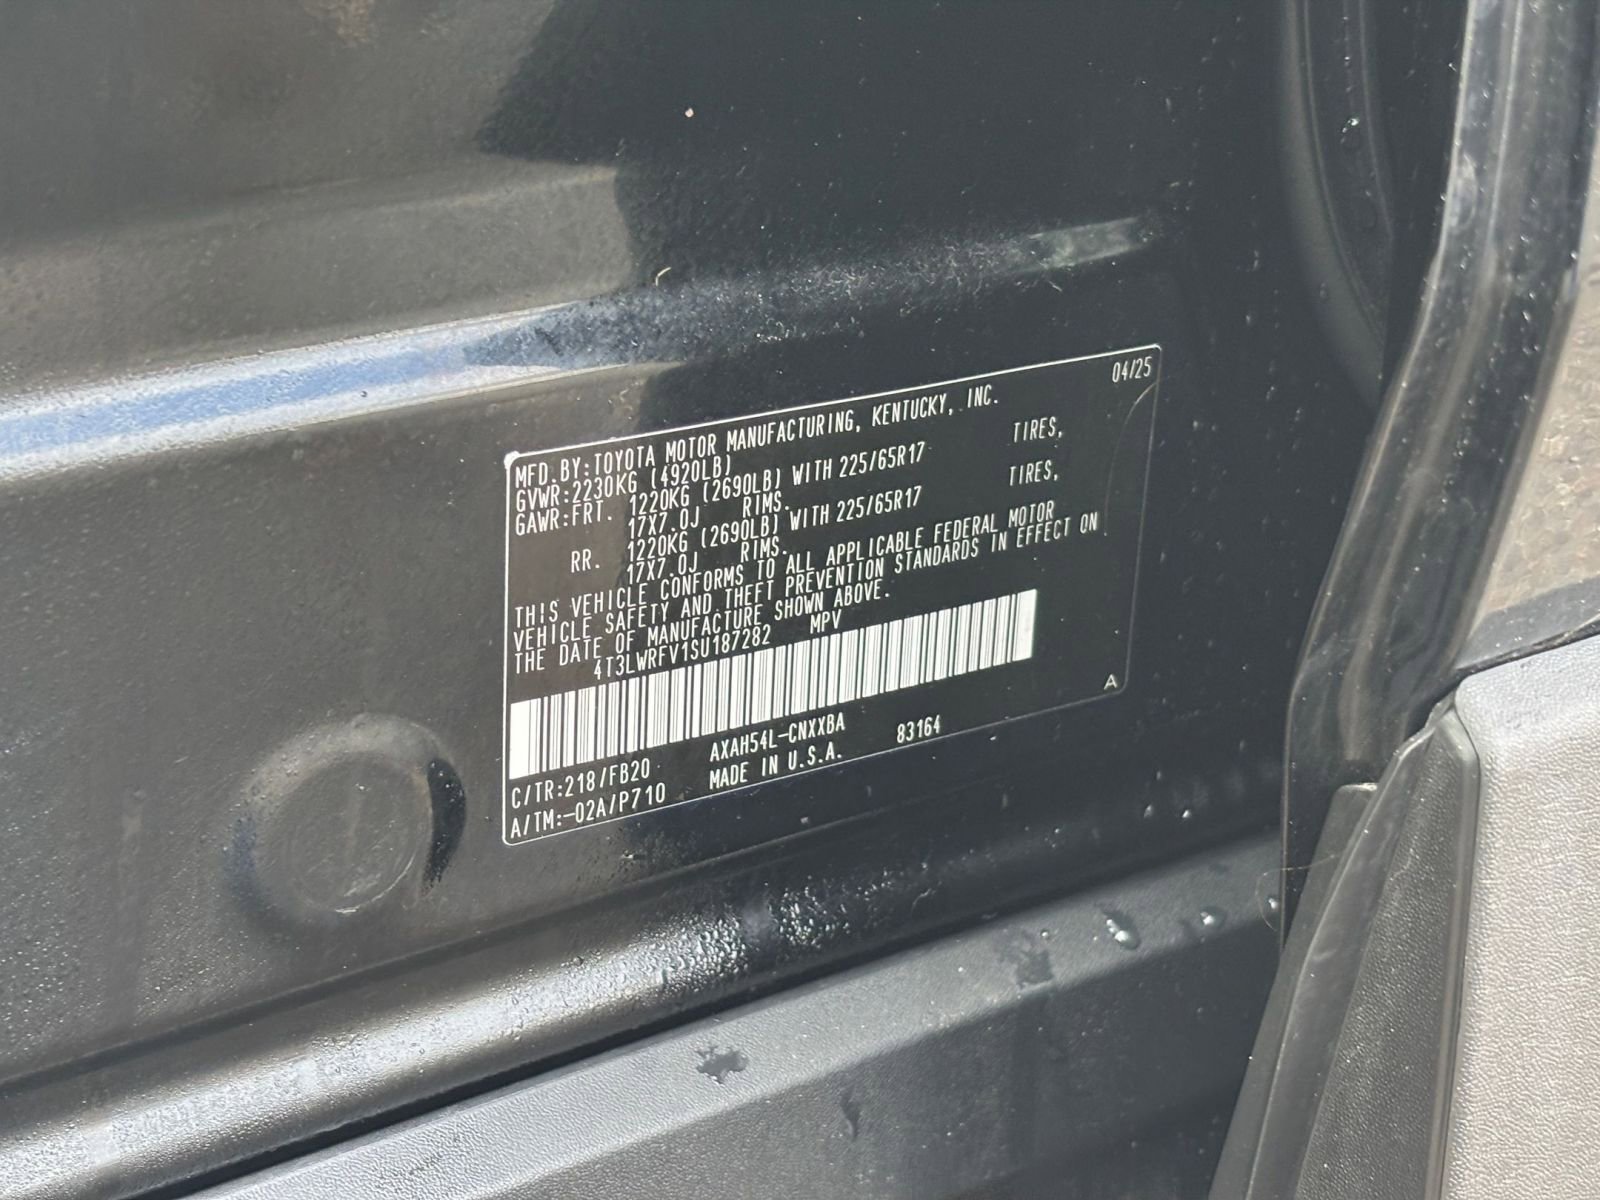 04/25
MFD.BY:TOYOTA MOTOR MANUFACTURING, KENTUCKY, INC.
GVWR:2230KG (4920LB)
GAWR:FRT. 1220KG (2690LB) WITH 225/65R17 TIRES,
17X7.0J RIMS.
RR. 1220KG (2690LB) WITH 225/65R17 TIRES,
17X7.0J RIMS.
THIS VEHICLE CONFORMS TO ALL APPLICABLE FEDERAL MOTOR
VEHICLE SAFETY AND THEFT PREVENTION STANDARDS IN EFFECT ON
THE DATE OF MANUFACTURE SHOWN ABOVE.
4T3LWRFV1SU187282 MPV
A
C/TR:218/FB20 AXAH54L-CNXXBA 83164
A/TM:-02A/P710 MADE IN U.S.A.